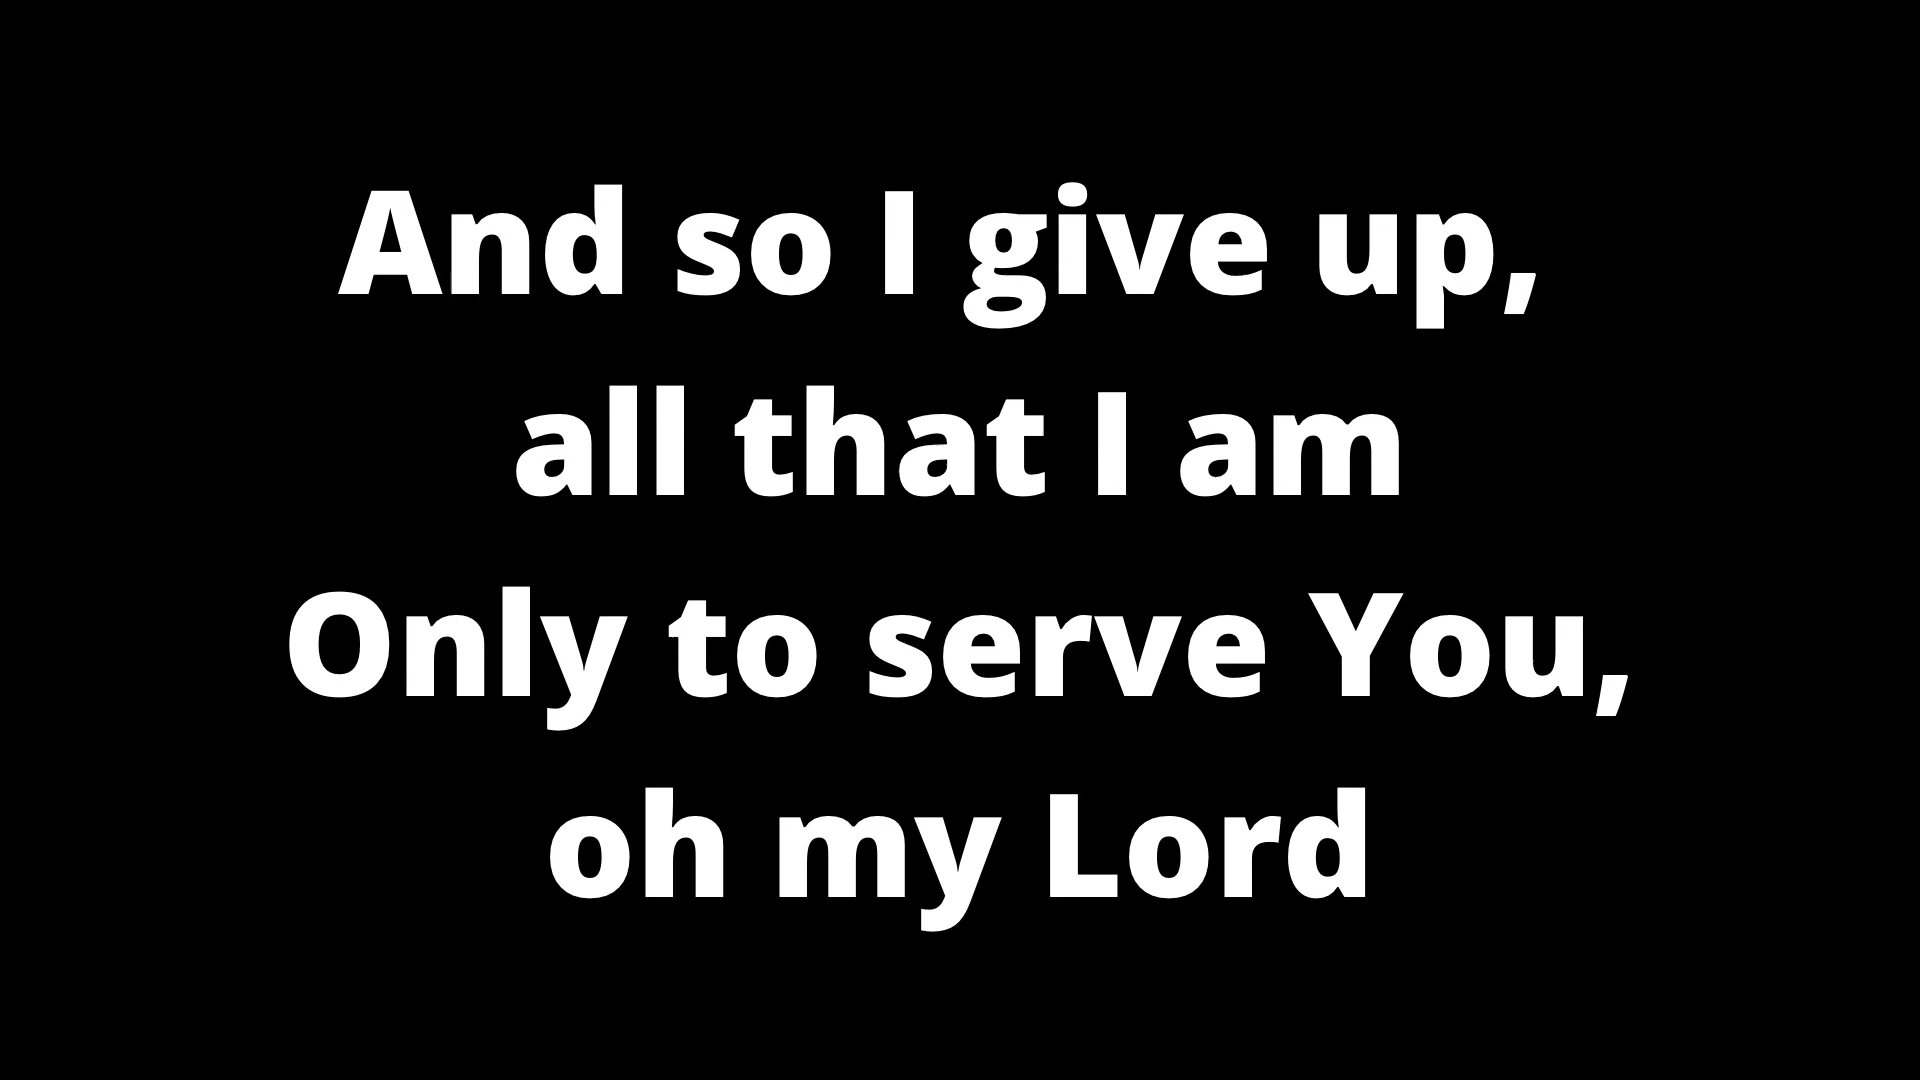 And so I give up,
all that I am
Only to serve You,
oh my Lord